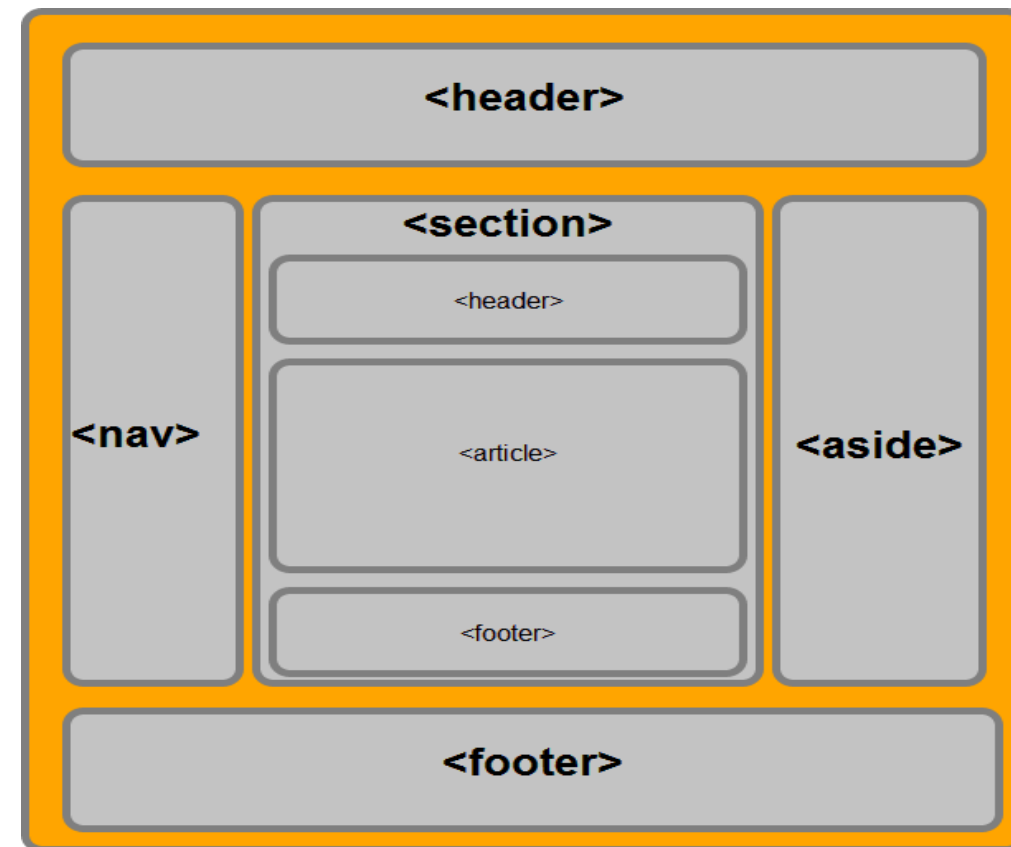 <header>
<nav>
<section>
<header>
<article>
<footer>
<aside>
<footer>